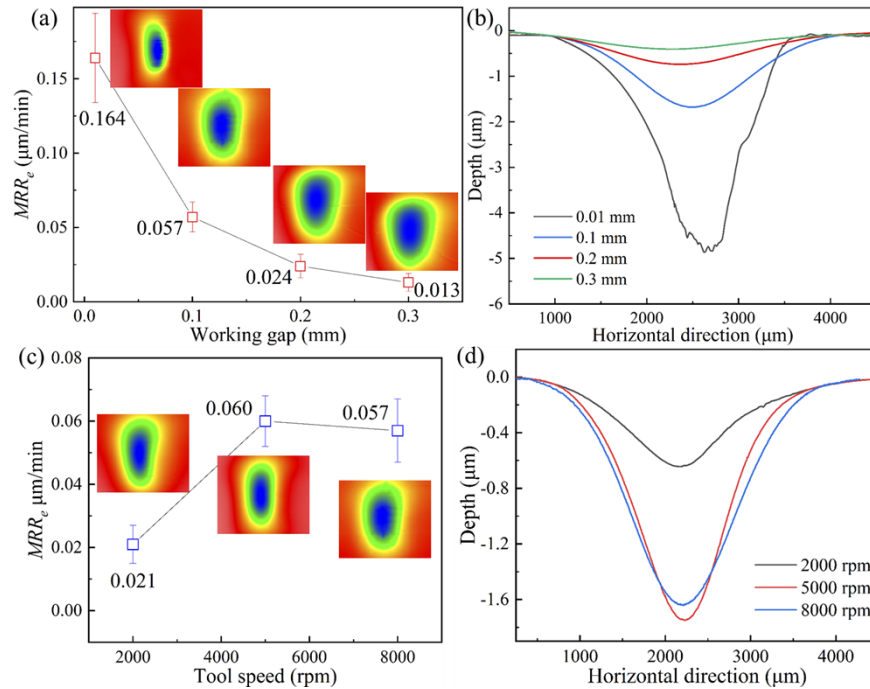 (a)
MRRe (μm/min)
0.15
0.10
0.05
0.00
0.164
0.057
0.024
0.013
0.0
0.1
0.2
0.3
Working gap (mm)
(b)
Depth (μm)
0
-1
-2
-3
-4
-5
-6
0.01 mm
0.1 mm
0.2 mm
0.3 mm
1000
2000
3000
4000
Horizontal direction (μm)
(c)
MRRe μm/min)
0.08
0.06
0.04
0.02
0.00
0.060
0.057
0.021
2000
4000
6000
8000
Tool speed (rpm)
(d)
Depth (μm)
0.0
-0.4
-0.8
-1.2
-1.6
2000 rpm
5000 rpm
8000 rpm
1000
2000
3000
4000
Horizontal direction (μm)